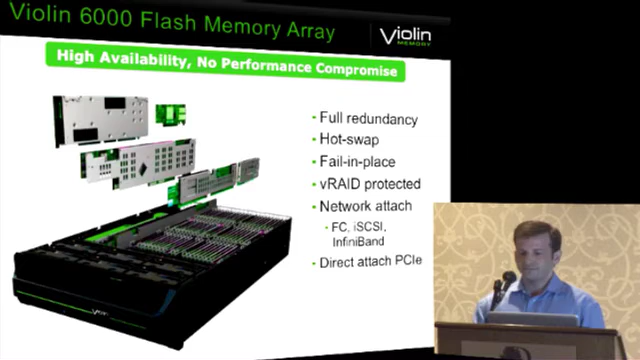 Violin 6000 Flash Memory Array
VIOLIN
MEMORY
High Availability, No Performance Compromise
Full redundancy
Hot-swap
Fail-in-place
vRAID protected
Network attach
FC, iSCSI,
InfiniBand
Direct attach PCIe